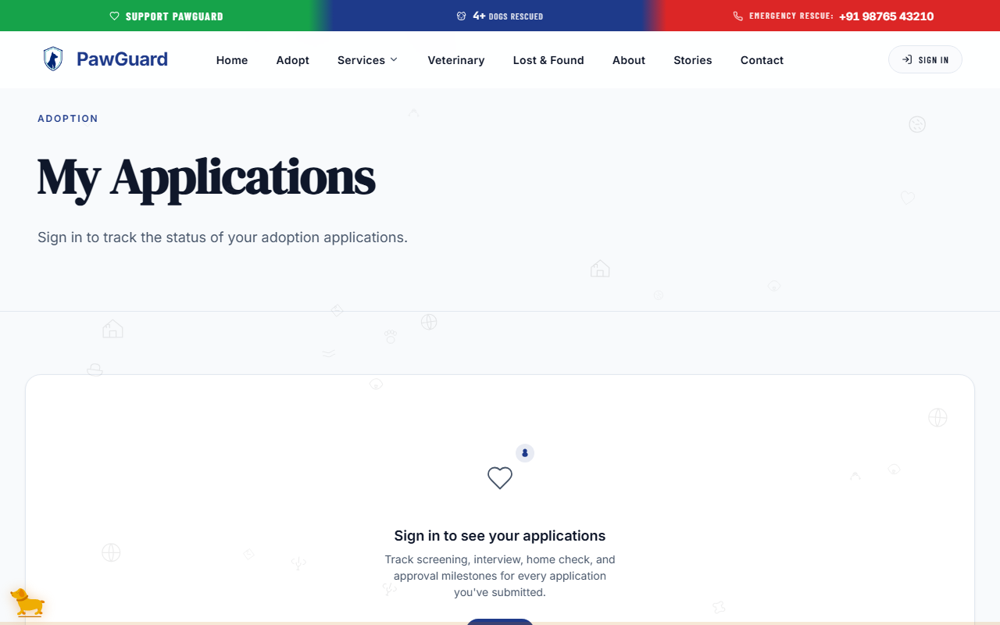 SUPPORT PAWGUARD
4+ DOGS RESCUED
EMERGENCY RESCUE: +91 98765 43210
PawGuard
Home
Adopt
Services
Veterinary
Lost & Found
About
Stories
Contact
SIGN IN
ADOPTION
My Applications
Sign in to track the status of your adoption applications.
Sign in to see your applications
Track screening, interview, home check, and
approval milestones for every application
you've submitted.